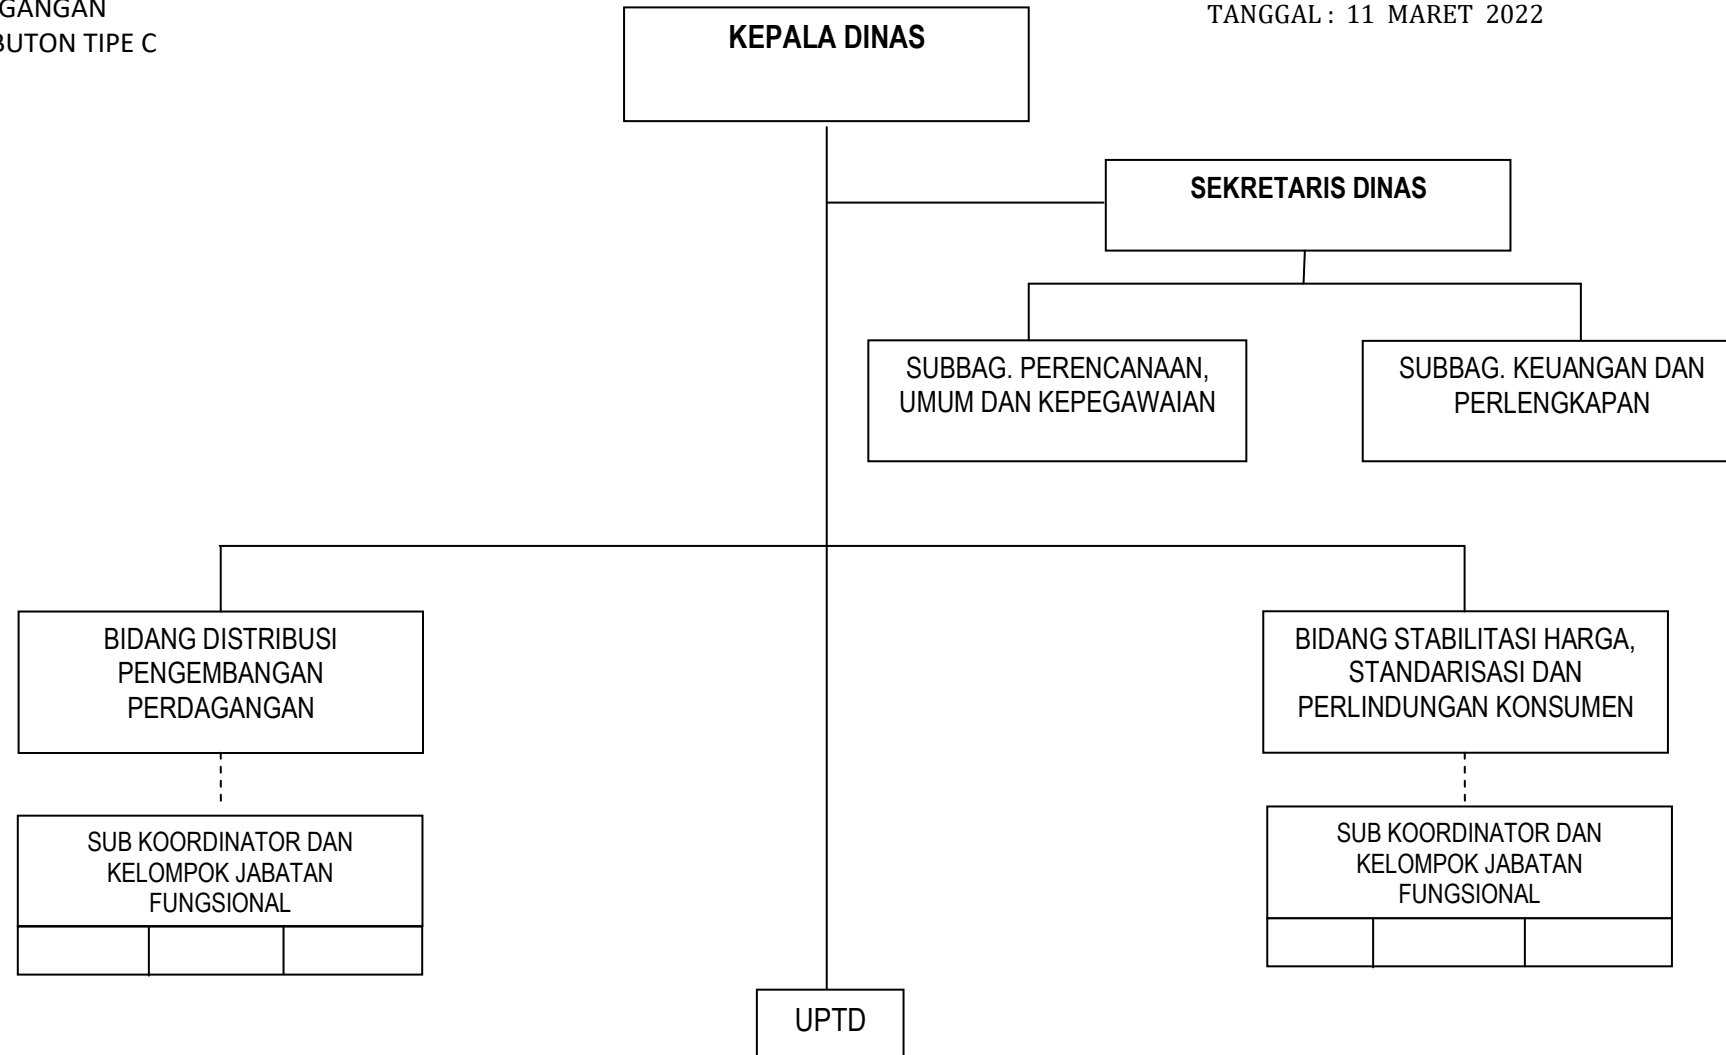 GANGAN
BUTON TIPE C
TANGGAL : 11 MARET 2022
KEPALA DINAS
SEKRETARIS DINAS
SUBBAG. PERENCANAAN,
UMUM DAN KEPEGAWAIAN
SUBBAG. KEUANGAN DAN
PERLENGKAPAN
BIDANG DISTRIBUSI
PENGEMBANGAN
PERDAGANGAN
BIDANG STABILITASI HARGA,
STANDARISASI DAN
PERLINDUNGAN KONSUMEN
SUB KOORDINATOR DAN
KELOMPOK JABATAN
FUNGSIONAL
SUB KOORDINATOR DAN
KELOMPOK JABATAN
FUNGSIONAL
UPTD